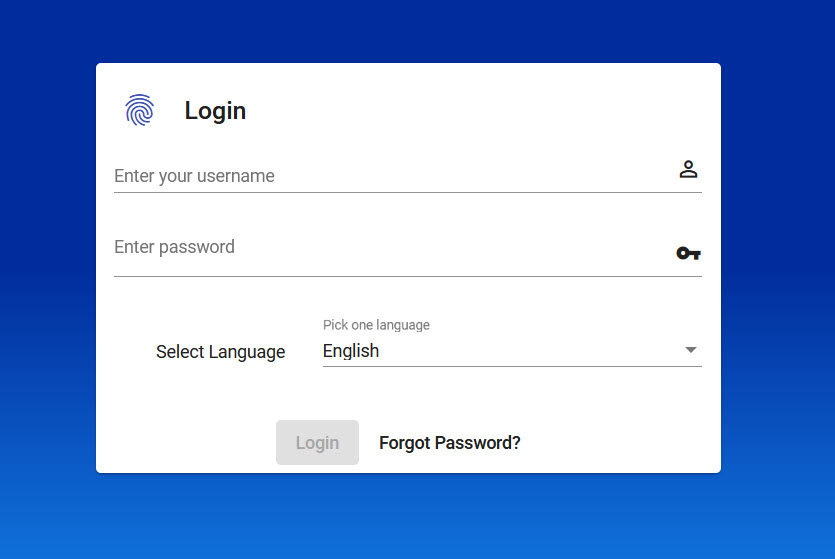 Login
Enter your username
Enter password
Pick one language
Select Language
English
Login
Forgot Password?